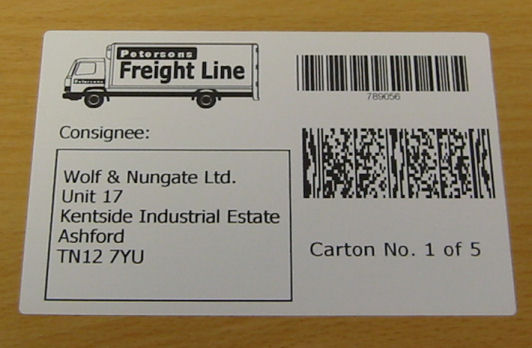 Petersons
Freight Line
Petersons
789056
Consignee:
Wolf & Nungate Ltd.
Unit 17
Kentside Industrial Estate
Ashford
TN12 7YU
Carton No. 1 of 5